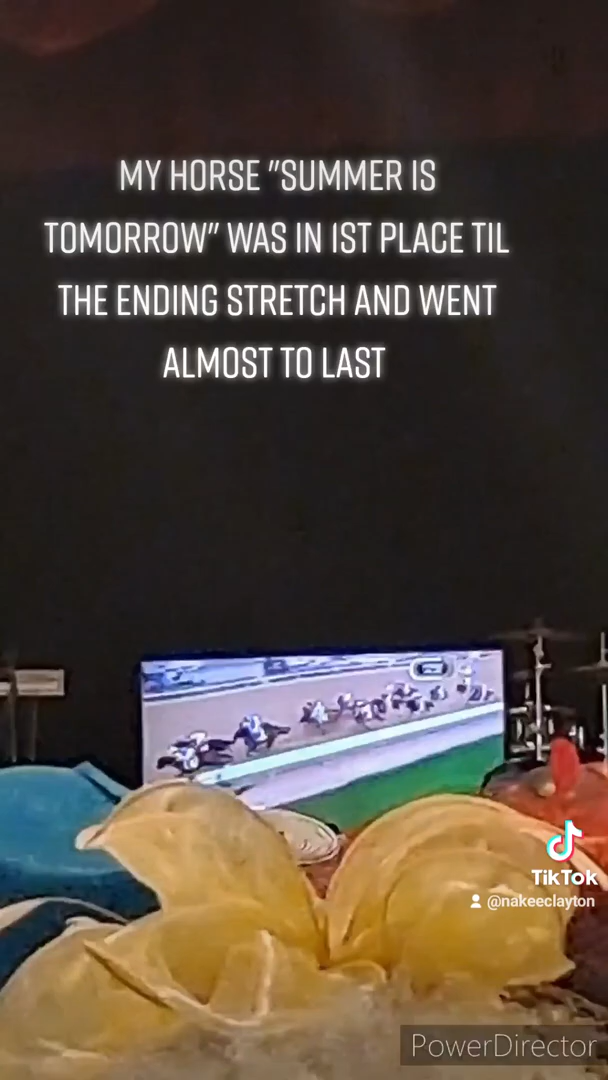 MY HORSE "SUMMER IS
TOMORROW" WAS IN 1ST PLACE TIL
THE ENDING STRETCH AND WENT
ALMOST TO LAST
TikTok
@nakeeclayton
PowerDirector